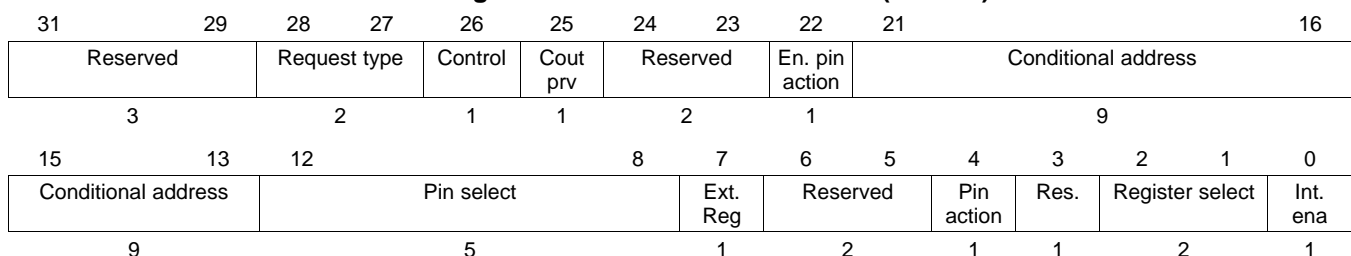 31 29 28 27 26 25 24 23 22 21 16
Reserved Request type Control Cout prv Reserved En. pin action Conditional address
3 2 1 1 2 1 9
15 13 12 8 7 6 5 4 3 2 1 0
Conditional address Pin select Ext. Reg Reserved Pin action Res. Register select Int. ena
9 5 1 2 1 1 2 1